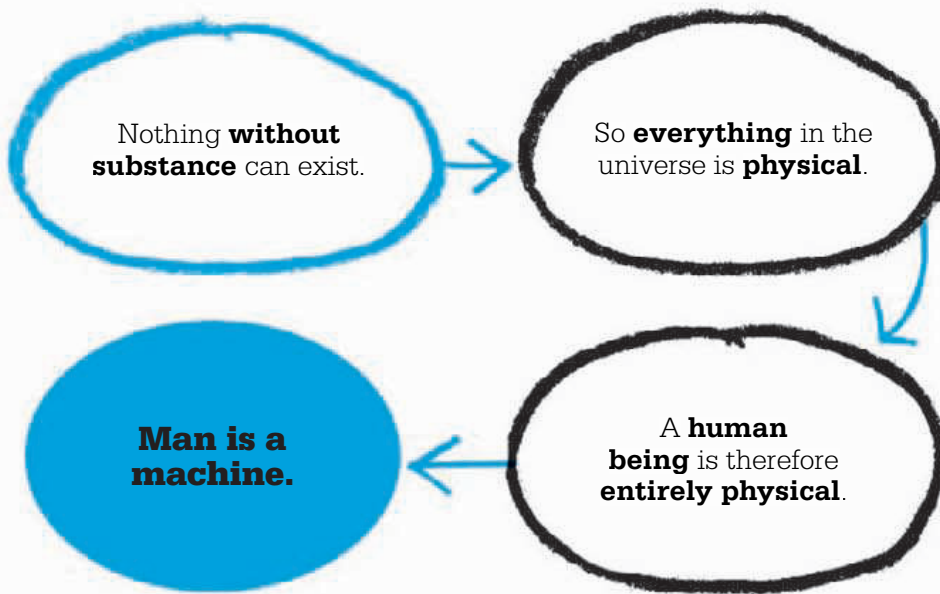 Nothing without
substance can exist.
So everything in the
universe is physical.
A human
being is therefore
entirely physical.
Man is a
machine.